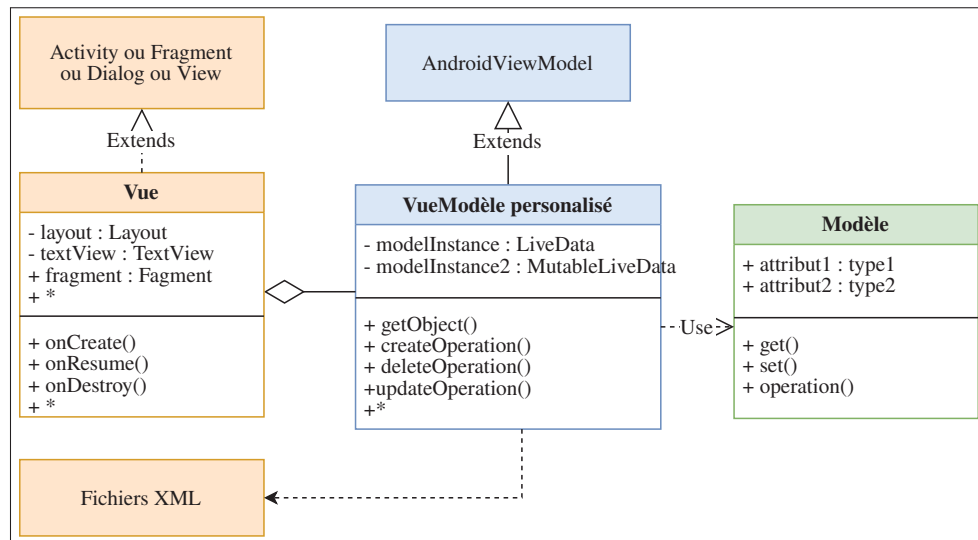 Activity ou Fragment
ou Dialog ou View
AndroidViewModel
Extends
Extends
Vue
- layout : Layout
- textView : TextView
+ fragment : Fagment
+ *
+ onCreate()
+ onResume()
+ onDestroy()
+ *
VueModèle personalisé
- modelInstance : LiveData
- modelInstance2 : MutableLiveData
+ getObject()
+ createOperation()
+ deleteOperation()
+updateOperation()
+*
Use
Modèle
+ attribut1 : type1
+ attribut2 : type2
+ get()
+ set()
+ operation()
Fichiers XML